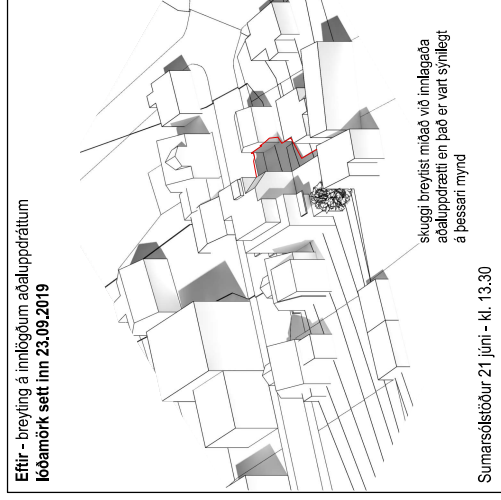 Eftir - breyting á innlögðum aðaluppdráttum
lóðamörk sett inn 23.09.2019
skuggi breytist miðað við innlagaða
aðaluppdrætti en það er vart sýnilegt
á þessari mynd
Sumarsólstöður 21 júní - kl. 13.30